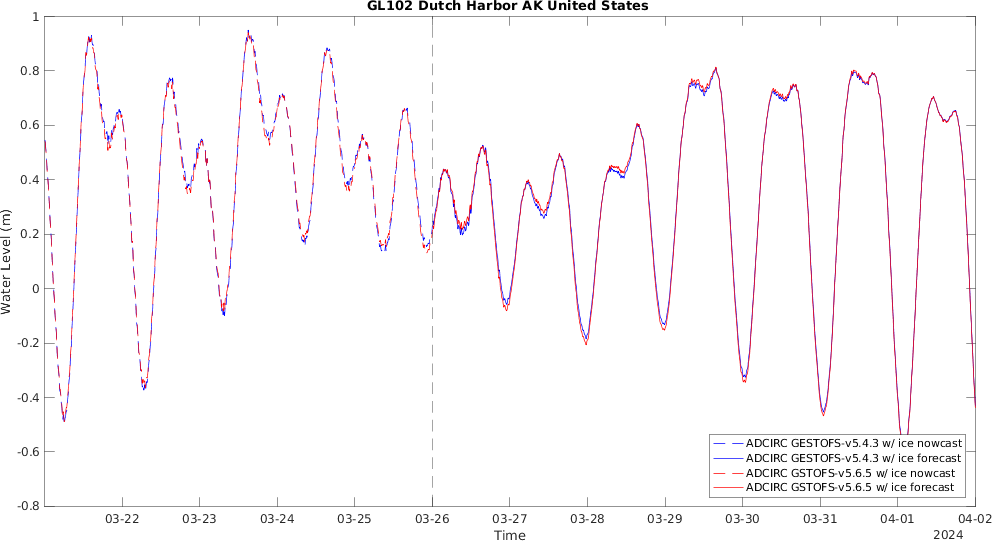 GL102 Dutch Harbor AK United States
1
0.8
0.6
0.4
0.2
0
-0.2
-0.4
-0.6
-0.8
Water Level (m)
ADCIRC GESTOFS-v5.4.3 w/ ice nowcast
ADCIRC GESTOFS-v5.4.3 w/ ice forecast
ADCIRC GSTOFS-v5.6.5 w/ ice nowcast
ADCIRC GSTOFS-v5.6.5 w/ ice forecast
03-22 03-23 03-24 03-25 03-26 03-27 03-28 03-29 03-30 03-31 04-01 04-02
Time
2024